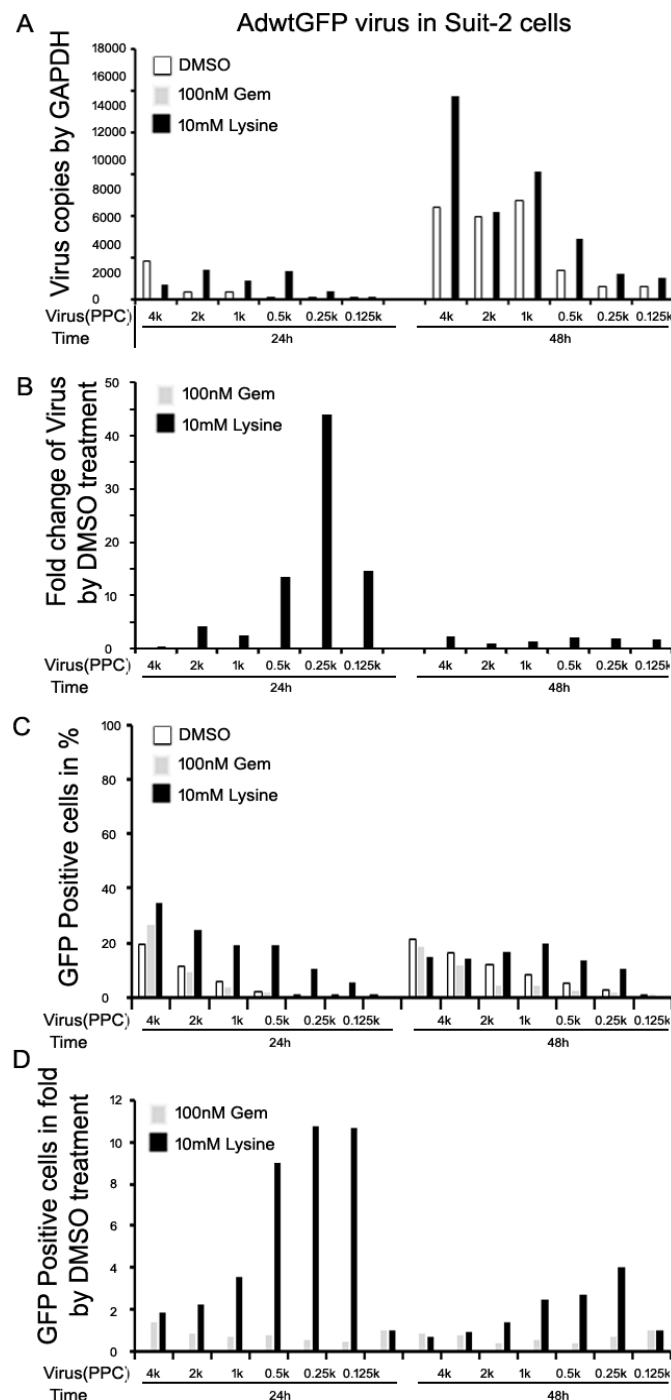 A
AdwtGFP virus in Suit-2 cells
Virus copies by GAPDH
18000
16000
14000
12000
10000
8000
6000
4000
2000
0
DMSO
100nM Gem
10mM Lysine
Virus(PPC) 4k 2k 1k 0.5k 0.25k 0.125k 4k 2k 1k 0.5k 0.25k 0.125k
Time 24h 48h
B
Fold change of Virus
by DMSO treatment
50
40
30
20
10
0
100nM Gem
10mM Lysine
Virus(PPC) 4k 2k 1k 0.5k 0.25k 0.125k 4k 2k 1k 0.5k 0.25k 0.125k
Time 24h 48h
C
GFP Positive cells in %
100
80
60
40
20
0
DMSO
100nM Gem
10mM Lysine
Virus(PPC) 4k 2k 1k 0.5k 0.25k 0.125k 4k 2k 1k 0.5k 0.25k 0.125k
Time 24h 48h
D
GFP Positive cells in fold
by DMSO treatment
12
10
8
6
4
2
0
100nM Gem
10mM Lysine
Virus(PPC) 4k 2k 1k 0.5k 0.25k 0.125k 4k 2k 1k 0.5k 0.25k 0.125k
Time 24h 48h